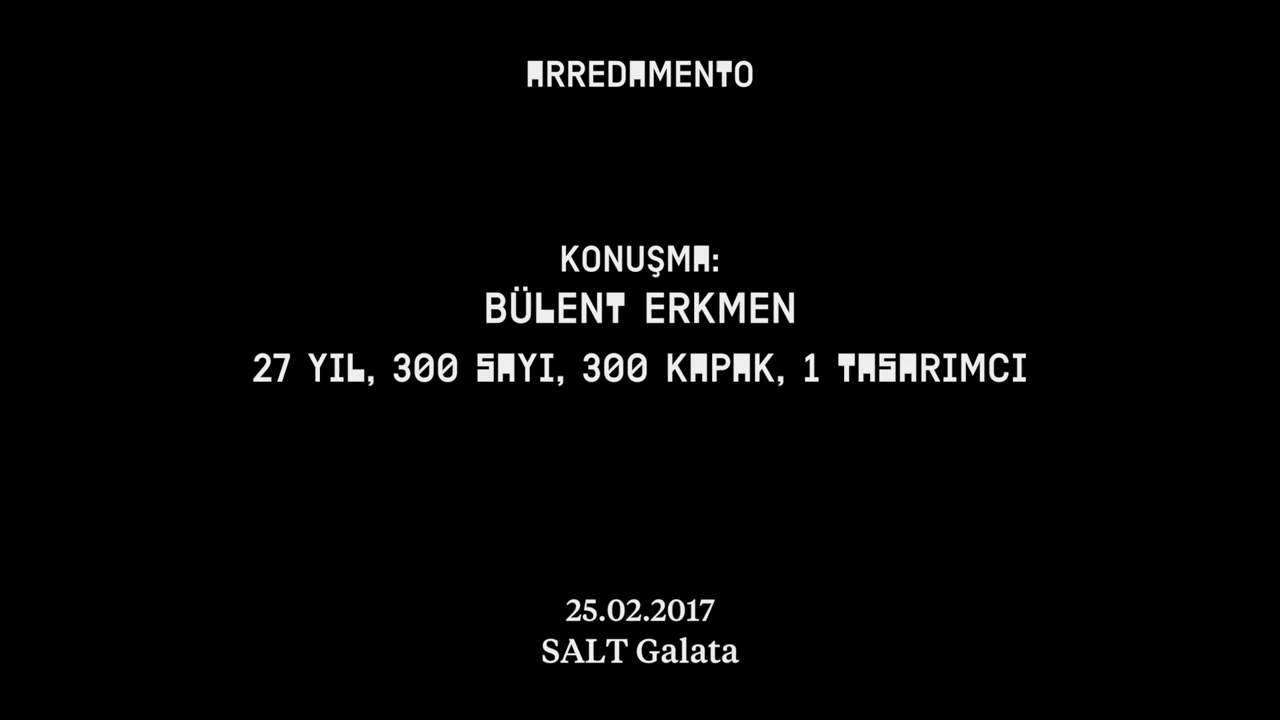 ARREDAMENTO
KONUŞMA:
BÜLENT ERKMEN
27 YIL, 300 SAYI, 300 KAPAK, 1 TASARIMCI
25.02.2017
SALT Galata